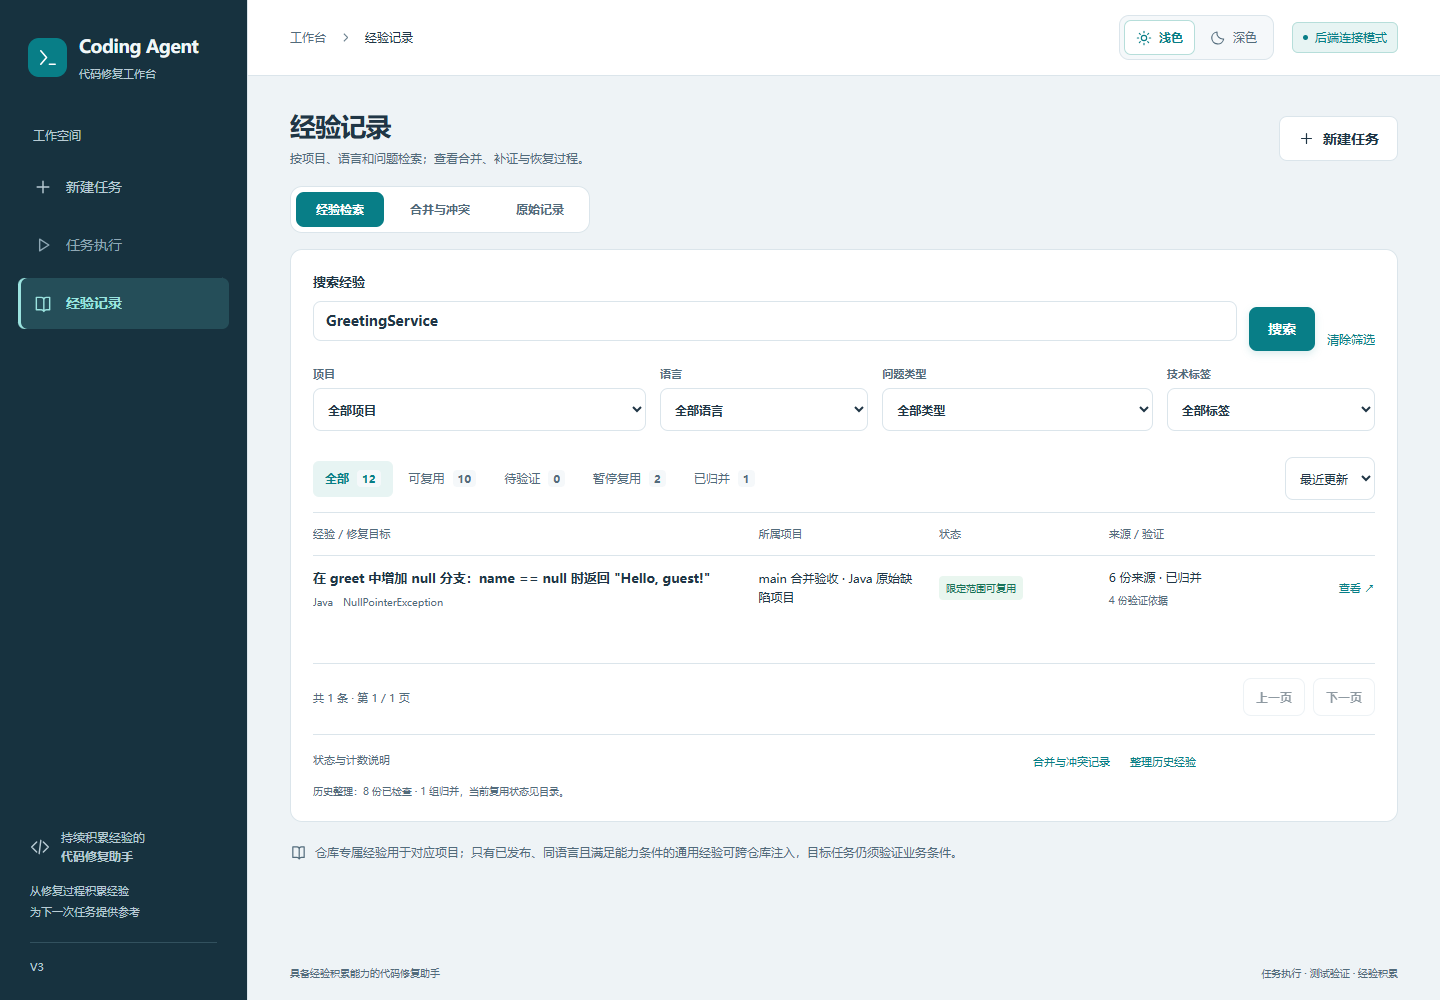 Coding Agent
代码修复工作台
工作空间
新建任务
任务执行
经验记录
持续积累经验的
代码修复助手
从修复过程积累经验
为下一次任务提供参考
V3
工作台 > 经验记录
浅色 深色
后端连接模式
经验记录
按项目、语言和问题检索；查看合并、补证与恢复过程。
新建任务
经验检索 合并与冲突 原始记录
搜索经验
GreetingService
搜索
清除筛选
项目 语言 问题类型 技术标签
全部项目 全部语言 全部类型 全部标签
全部 12 可复用 10 待验证 0 暂停复用 2 已归并 1
最近更新
经验 / 修复目标 所属项目 状态 来源 / 验证
在 greet 中增加 null 分支：name == null 时返回 "Hello, guest!"
Java NullPointerException
main 合并验收 · Java 原始缺
陷项目
限定范围可复用
6 份来源 · 已归并
4 份验证依据
查看 ↗
共 1 条 · 第 1 / 1 页
上一页 下一页
状态与计数说明
合并与冲突记录 整理历史经验
历史整理：8 份已检查 · 1 组归并，当前复用状态见目录。
仓库专属经验用于对应项目；只有已发布、同语言且满足能力条件的通用经验可跨仓库注入，目标任务仍须验证业务条件。
具备经验积累能力的代码修复助手
任务执行 · 测试验证 · 经验积累